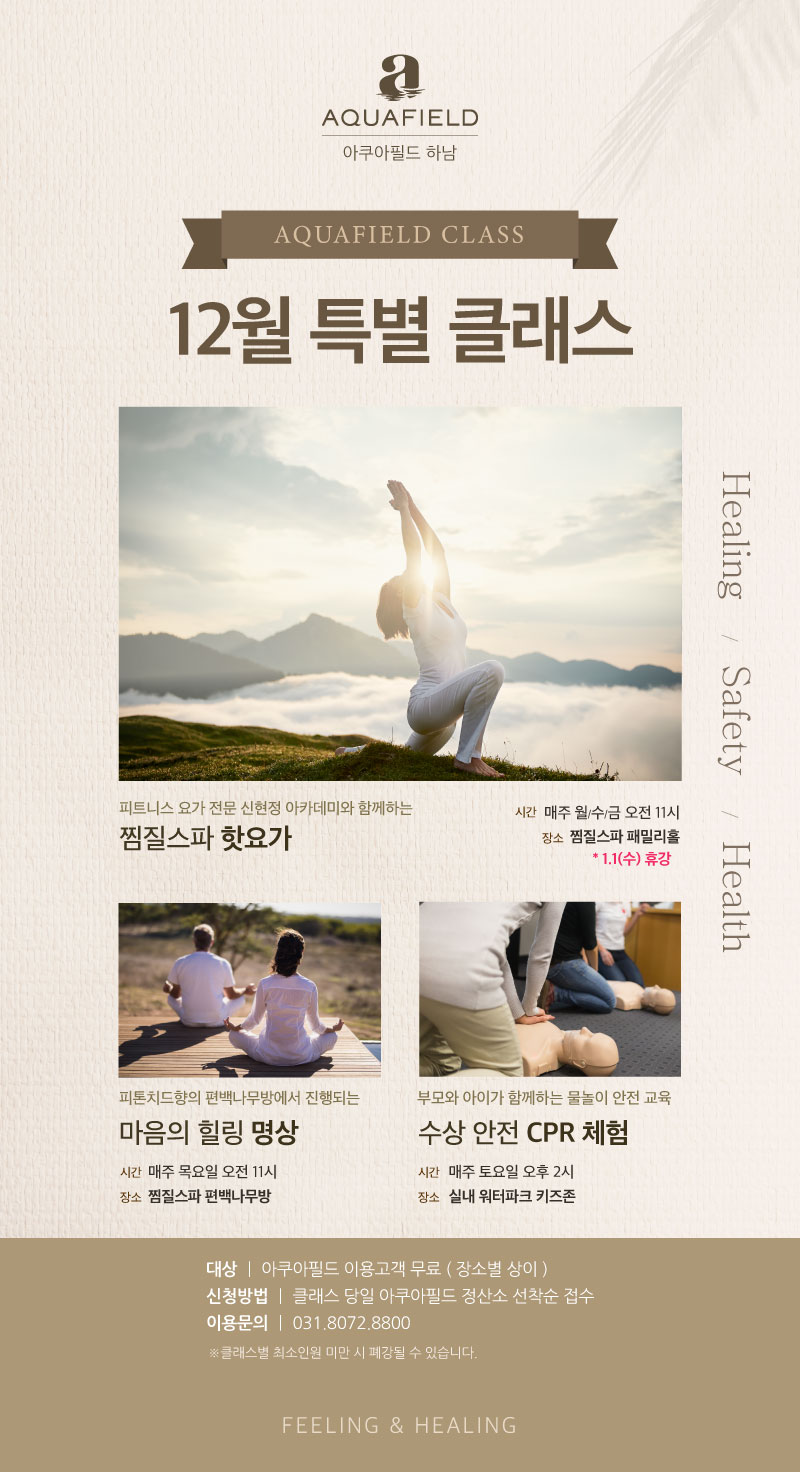 a
AQUAFIELD
아쿠아필드 하남
AQUAFIELD CLASS
12월 특별 클래스
Healing / Safety / Health
피트니스 요가 전문 신현정 아카데미와 함께하는
찜질스파 핫요가
시간 매주 월/수/금 오전 11시
장소 찜질스파 패밀리홀
* 1.1(수) 휴강
피톤치드향의 편백나무방에서 진행되는
마음의 힐링 명상
시간 매주 목요일 오전 11시
장소 찜질스파 편백나무방
부모와 아이가 함께하는 물놀이 안전 교육
수상 안전 CPR 체험
시간 매주 토요일 오후 2시
장소 실내 워터파크 키즈존
대상 | 아쿠아필드 이용고객 무료 ( 장소별 상이 )
신청방법 | 클래스 당일 아쿠아필드 정산소 선착순 접수
이용문의 | 031.8072.8800
※클래스별 최소인원 미만 시 폐강될 수 있습니다.
FEELING & HEALING